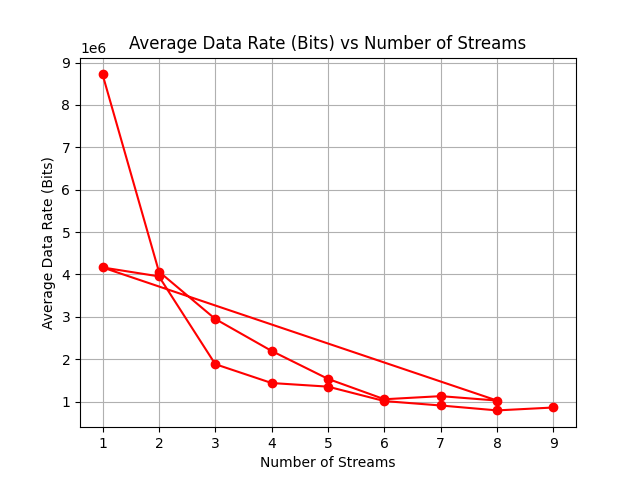 Average Data Rate (Bits) vs Number of Streams
1e6
9
8
7
6
5
4
3
2
1
Average Data Rate (Bits)
1 2 3 4 5 6 7 8 9
Number of Streams